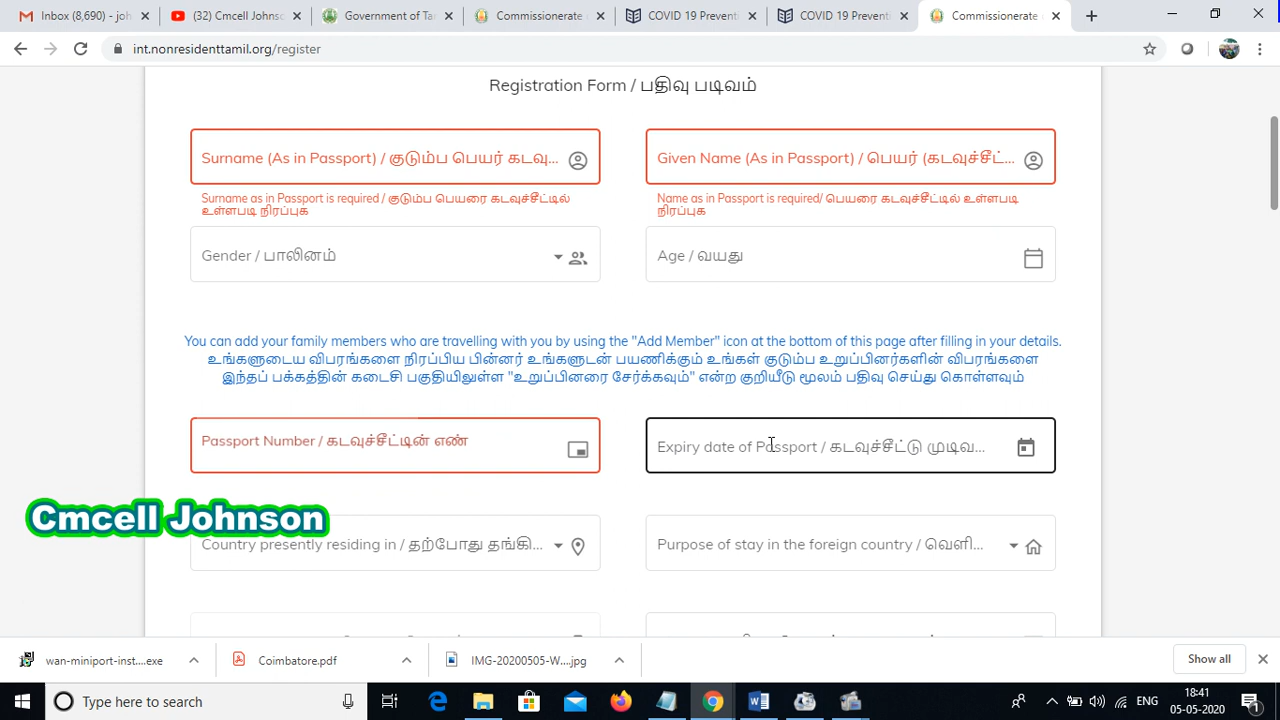 Inbox (8,690) - joh
(32) Cmcell Johnso
Government of Ta
Commissionerate
COVID 19 Preventi
COVID 19 Preventi
Commissionerate
int.nonresidenttamil.org/register
Registration Form / பதிவு படிவம்
Surname (As in Passport) / குடும்ப பெயர் கடவு...
Given Name (As in Passport) / பெயர் (கடவுச்சீட்...
Surname as in Passport is required / குடும்ப பெயரை கடவுச்சீட்டில்
உள்ளபடி நிரப்புக
Name as in Passport is required/ பெயரை கடவுச்சீட்டில் உள்ளபடி
நிரப்புக
Gender / பாலினம்
Age / வயது
You can add your family members who are travelling with you by using the "Add Member" icon at the bottom of this page after filling in your details.
உங்களுடைய விபரங்களை நிரப்பிய பின்னர் உங்களுடன் பயணிக்கும் உங்கள் குடும்ப உறுப்பினர்களின் விபரங்களை
இந்தப் பக்கத்தின் கடைசி பகுதியிலுள்ள "உறுப்பினரை சேர்க்கவும்" என்ற குறியீடு மூலம் பதிவு செய்து கொள்ளவும்
Passport Number / கடவுச்சீட்டின் எண்
Expiry date of Passport / கடவுச்சீட்டு முடிவ...
Cmcell Johnson
Country presently residing in / தற்போது தங்கி...
Purpose of stay in the foreign country / வெளி...
wan-miniport-inst....exe
Coimbatore.pdf
IMG-20200505-W....jpg
Show all
Type here to search
ENG
18:41
05-05-2020